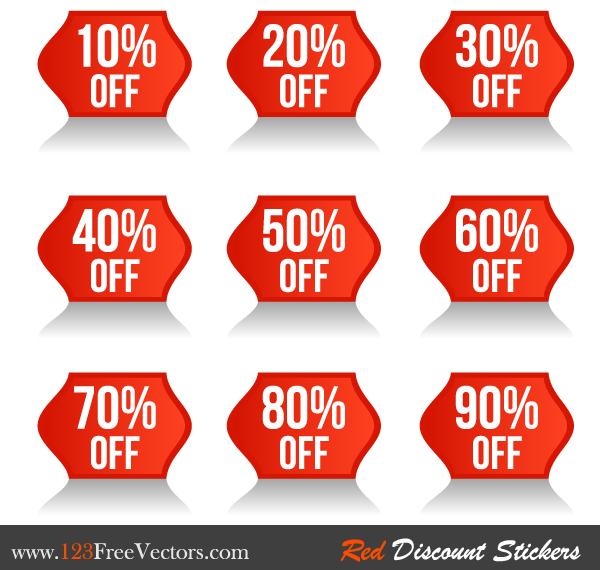 10%
OFF
20%
OFF
30%
OFF
40%
OFF
50%
OFF
60%
OFF
70%
OFF
80%
OFF
90%
OFF
www.123FreeVectors.com
Red Discount Stickers